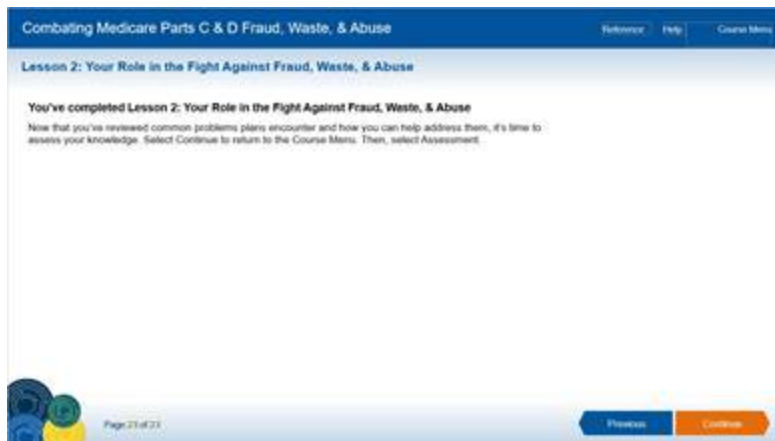 Combating Medicare Parts C & D Fraud, Waste, & Abuse
Reference Help Course Menu
Lesson 2: Your Role in the Fight Against Fraud, Waste, & Abuse
You've completed Lesson 2: Your Role in the Fight Against Fraud, Waste, & Abuse
Now that you've reviewed common problems plans encounter and how you can help address them, it's time to
assess your knowledge. Select Continue to return to the Course Menu. Then, select Assessment.
Page 23 of 23
Previous Continue